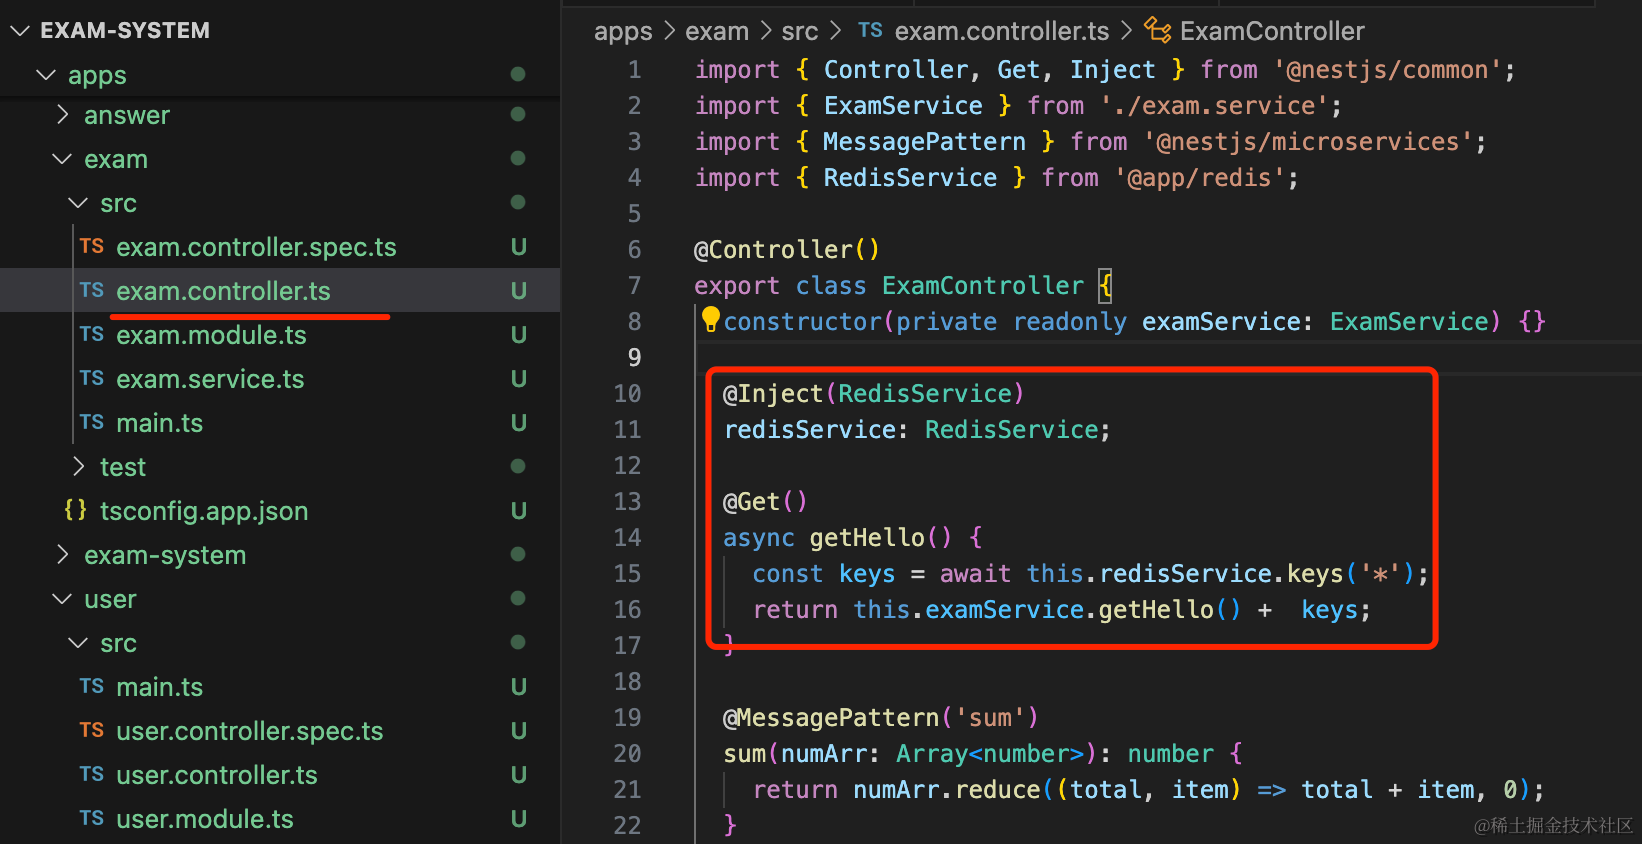 EXAM-SYSTEM
apps
answer
exam
src
TS exam.controller.spec.ts U
TS exam.controller.ts U
TS exam.module.ts U
TS exam.service.ts U
TS main.ts U
test
{} tsconfig.app.json U
exam-system
user
src
TS main.ts U
TS user.controller.spec.ts U
TS user.controller.ts U
TS user.module.ts U
apps > exam > src > TS exam.controller.ts > ExamController
1 import { Controller, Get, Inject } from '@nestjs/common';
2 import { ExamService } from './exam.service';
3 import { MessagePattern } from '@nestjs/microservices';
4 import { RedisService } from '@app/redis';
5
6 @Controller()
7 export class ExamController {
8 constructor(private readonly examService: ExamService) {}
9
10 @Inject(RedisService)
11 redisService: RedisService;
12
13 @Get()
14 async getHello() {
15 const keys = await this.redisService.keys('*');
16 return this.examService.getHello() +  keys;
17 }
18
19 @MessagePattern('sum')
20 sum(numArr: Array<number>): number {
21 return numArr.reduce((total, item) => total + item, 0);
22 }
@稀土掘金技术社区